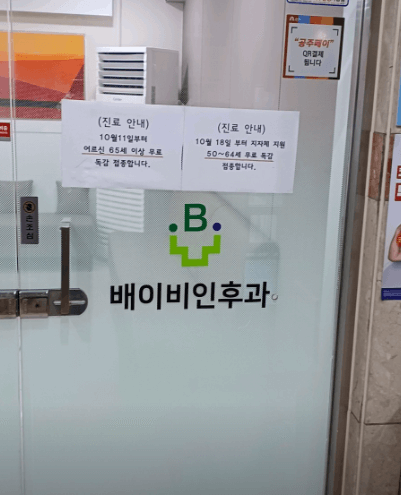 "공주페이"
QR결제
됩니다
(진료 안내)
10월11일부터
어르신 65세 이상 무료
독감 접종합니다.
(진료 안내)
10월 18일 부터 지자체 지원
50~64세 무료 독감
접종합니다.
B
배이비인후과